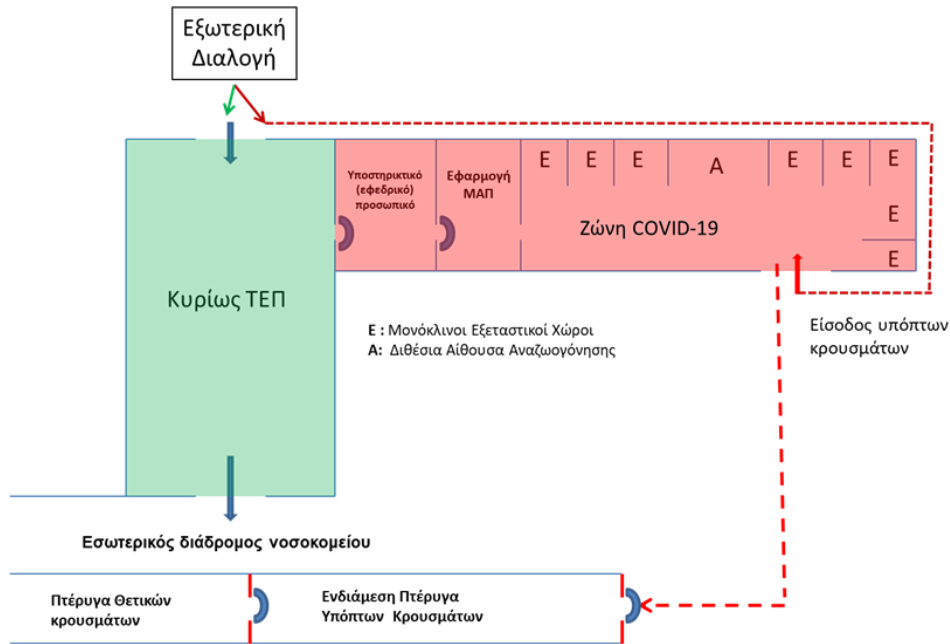 Εξωτερική
Διαλογή
Υποστηρικτικό
(εφεδρικό)
προσωπικό
Εφαρμογή
ΜΑΠ
Ε
Ε
Ε
Α
Ε
Ε
Ε
Ε
Ε
Ζώνη COVID-19
Κυρίως ΤΕΠ
Ε : Μονόκλινοι Εξεταστικοί Χώροι
Α: Διθέσια Αίθουσα Αναζωογόνησης
Είσοδος υπόπτων
κρουσμάτων
Εσωτερικός διάδρομος νοσοκομείου
Πτέρυγα Θετικών
κρουσμάτων
Ενδιάμεση Πτέρυγα
Υπόπτων Κρουσμάτων